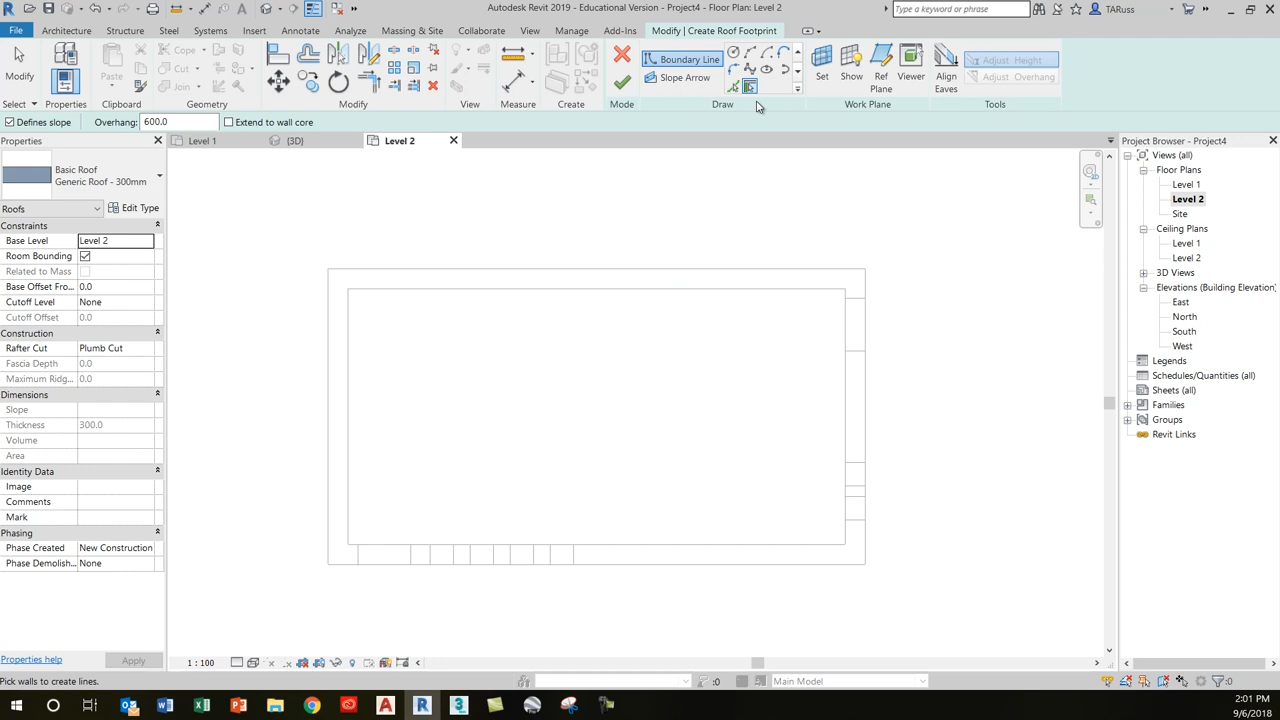 Autodesk Revit 2019 - Educational Version - Project4 - Floor Plan: Level 2
Type a keyword or phrase
TARuss
File
Architecture
Structure
Steel
Systems
Insert
Annotate
Analyze
Massing & Site
Collaborate
View
Manage
Add-Ins
Modify | Create Roof Footprint
Modify
Paste
Cope
Cut
Join
Boundary Line
Slope Arrow
Set
Show
Ref
Plane
Viewer
Align
Eaves
Adjust Height
Adjust Overhang
Select
Properties
Clipboard
Geometry
Modify
View
Measure
Create
Mode
Draw
Work Plane
Tools
Defines slope
Overhang:
600.0
Extend to wall core
Properties
Level 1
{3D}
Level 2
Project Browser - Project4
Basic Roof
Generic Roof - 300mm
Roofs
Edit Type
Constraints
Base Level
Level 2
Room Bounding
Related to Mass
Base Offset Fro...
0.0
Cutoff Level
None
Cutoff Offset
0.0
Construction
Rafter Cut
Plumb Cut
Fascia Depth
0.0
Maximum Ridg...
0.0
Dimensions
Slope
Thickness
300.0
Volume
Area
Identity Data
Image
Comments
Mark
Phasing
Phase Created
New Construction
Phase Demolish...
None
Properties help
Apply
Views (all)
Floor Plans
Level 1
Level 2
Site
Ceiling Plans
Level 1
Level 2
3D Views
Elevations (Building Elevation)
East
North
South
West
Legends
Schedules/Quantities (all)
Sheets (all)
Families
Groups
Revit Links
1 : 100
Pick walls to create lines.
:0
Main Model
:0
2:01 PM
9/6/2018